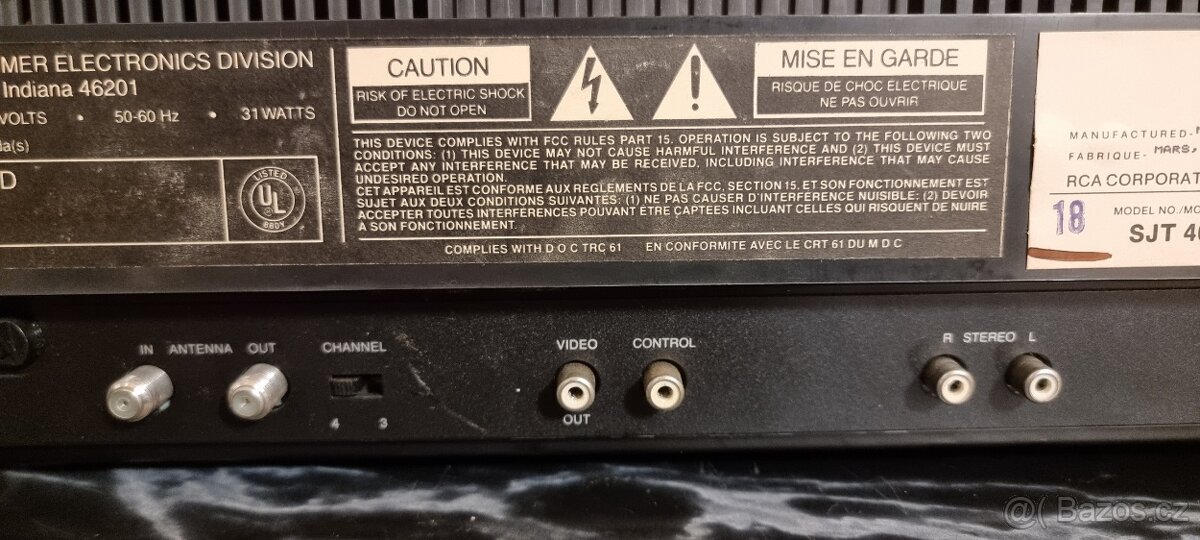 MER ELECTRONICS DIVISION
Indiana 46201
VOLTS • 50-60 Hz • 31 WATTS
da(s)
D
LISTED
UL
880Y
CAUTION
RISK OF ELECTRIC SHOCK
DO NOT OPEN
MISE EN GARDE
RISQUE DE CHOC ELECTRIQUE
NE PAS OUVRIR
THIS DEVICE COMPLIES WITH FCC RULES PART 15. OPERATION IS SUBJECT TO THE FOLLOWING TWO
CONDITIONS: (1) THIS DEVICE MAY NOT CAUSE HARMFUL INTERFERENCE AND (2) THIS DEVICE MUST
ACCEPT ANY INTERFERENCE THAT MAY BE RECEIVED, INCLUDING INTERFERENCE THAT MAY CAUSE
UNDESIRED OPERATION.
CET APPAREIL EST CONFORME AUX REGLEMENTS DE LA FCC, SECTION 15. ET SON FONCTIONNEMENT EST
SUJET AUX DEUX CONDITIONS SUIVANTES: (1) NE PAS CAUSER D'INTERFERENCE NUISIBLE: (2) DEVOIR
ACCEPTER TOUTES INTERFERENCES POUVANT ÊTRE CAPTEES INCLUANT CELLES QUI RISQUENT DE NUIRE
A SON FONCTIONNEMENT.
COMPLIES WITH D O C TRC 61 EN CONFORMITE AVEC LE CRT 61 DU M D C
MANUFACTURED-
FABRIQUE- MARS,
RCA CORPORAT
18
MODEL NO./MO
SJT 40
IN ANTENNA OUT
CHANNEL
4 3
VIDEO
OUT
CONTROL
R STEREO L
@( Bazos.cz